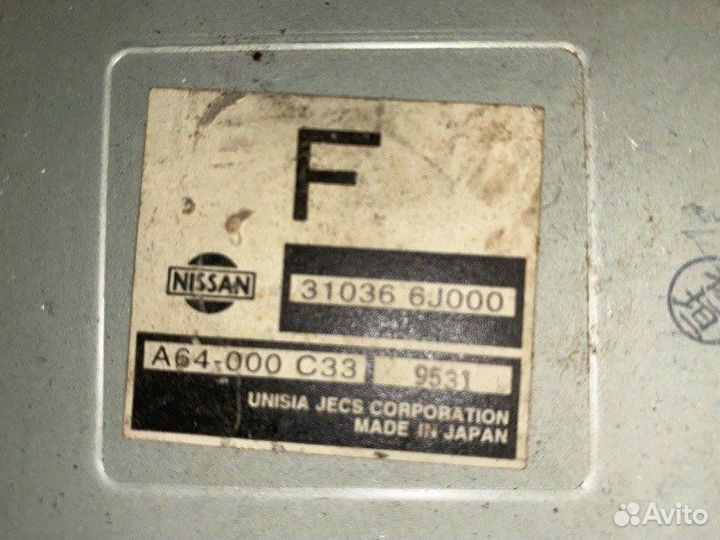 F
NISSAN
31036 6J000
A64-000 C33
9531
UNISIA JECS CORPORATION
MADE IN JAPAN
Avito